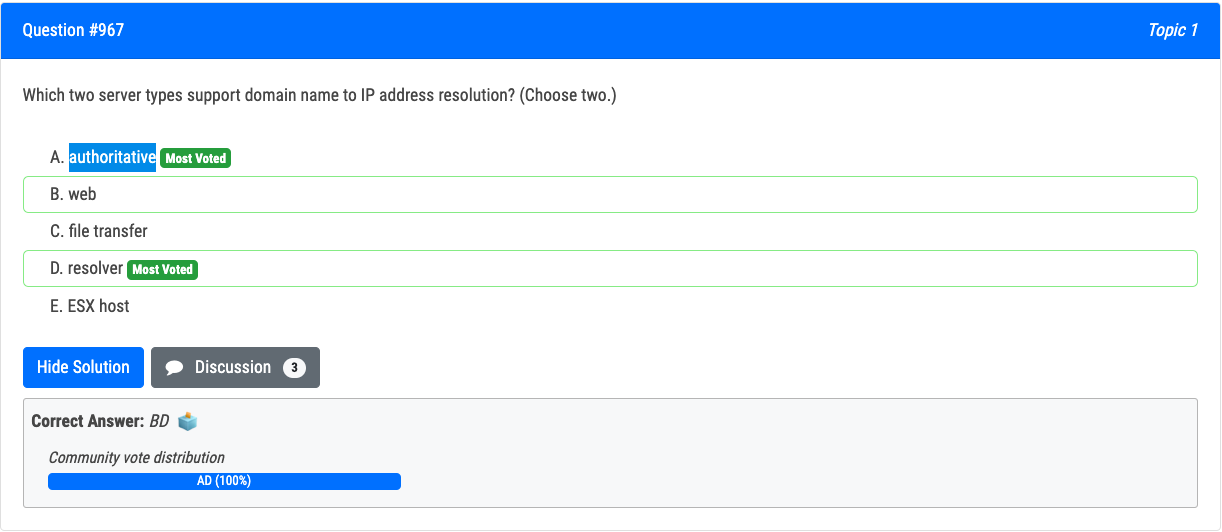 Question #967
Topic 1
Which two server types support domain name to IP address resolution? (Choose two.)
A. authoritative Most Voted
B. web
C. file transfer
D. resolver Most Voted
E. ESX host
Hide Solution
Discussion 3
Correct Answer: BD
Community vote distribution
AD (100%)